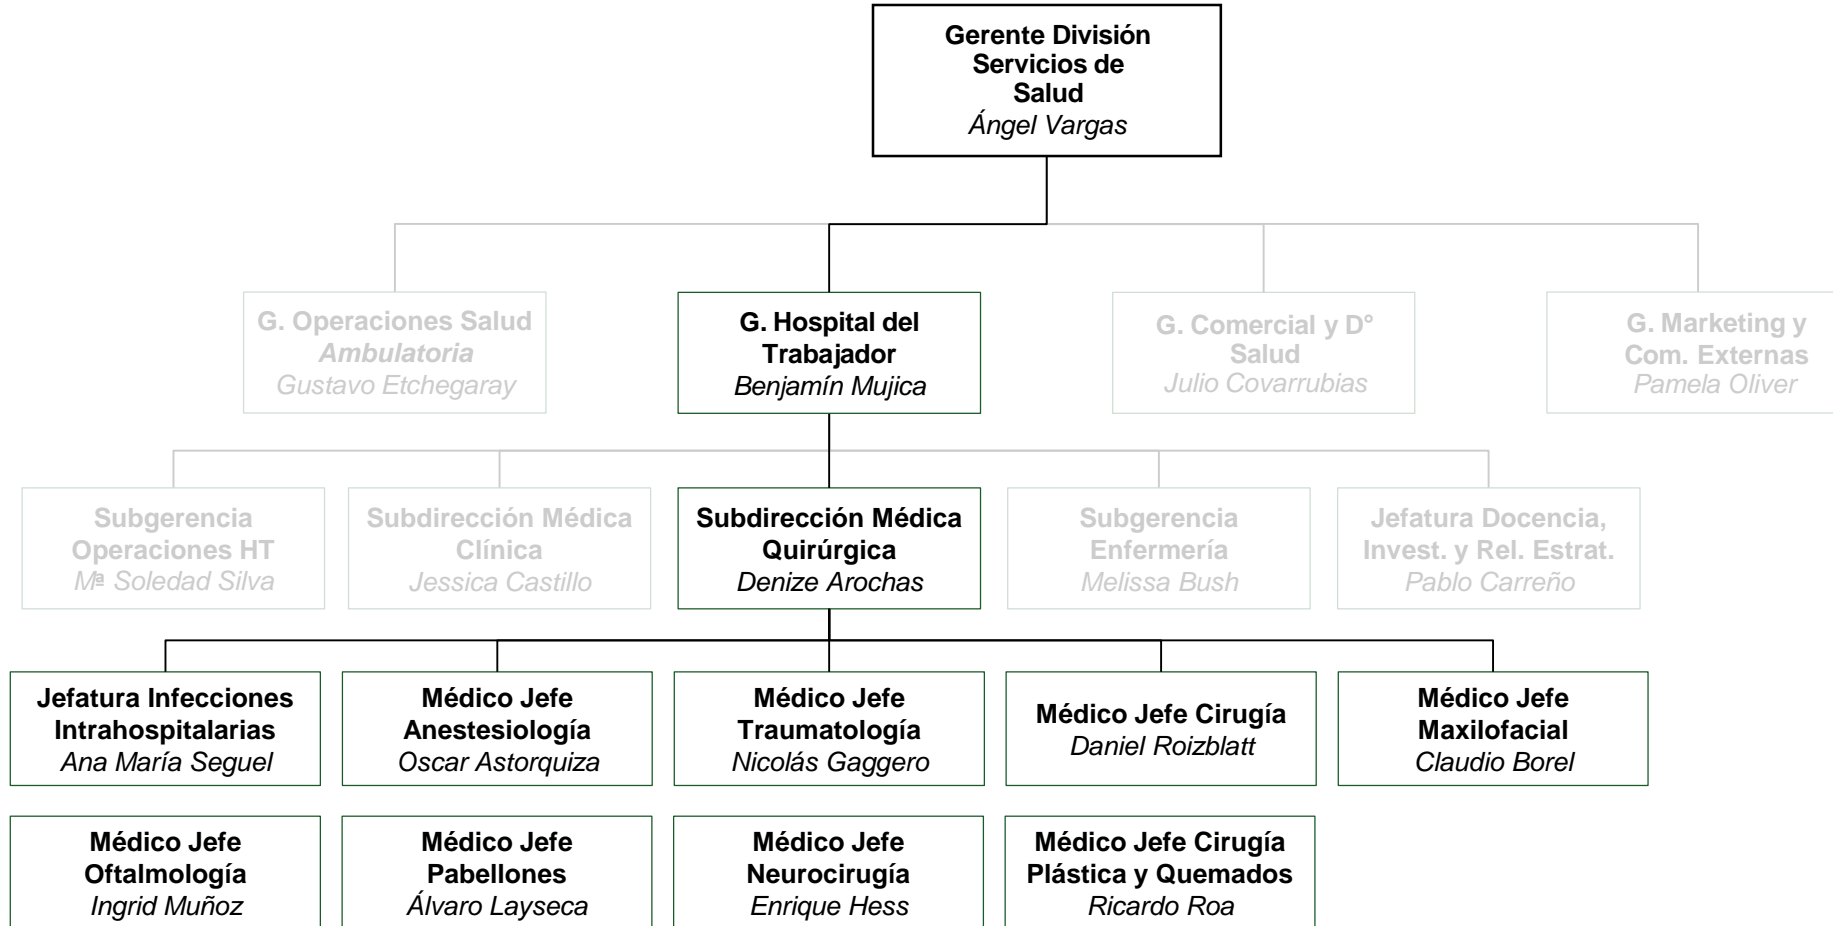 Gerente División
Servicios de
Salud
Ángel Vargas
G. Operaciones Salud
Ambulatoria
Gustavo Etchegaray
G. Hospital del
Trabajador
Benjamín Mujica
G. Comercial y D°
Salud
Julio Covarrubias
G. Marketing y
Com. Externas
Pamela Oliver
Subgerencia
Operaciones HT
Mª Soledad Silva
Subdirección Médica
Clínica
Jessica Castillo
Subdirección Médica
Quirúrgica
Denize Arochas
Subgerencia
Enfermería
Melissa Bush
Jefatura Docencia,
Invest. y Rel. Estrat.
Pablo Carreño
Jefatura Infecciones
Intrahospitalarias
Ana María Seguel
Médico Jefe
Anestesiología
Oscar Astorquiza
Médico Jefe
Traumatología
Nicolás Gaggero
Médico Jefe Cirugía
Daniel Roizblatt
Médico Jefe
Maxilofacial
Claudio Borel
Médico Jefe
Oftalmología
Ingrid Muñoz
Médico Jefe
Pabellones
Álvaro Layseca
Médico Jefe
Neurocirugía
Enrique Hess
Médico Jefe Cirugía
Plástica y Quemados
Ricardo Roa